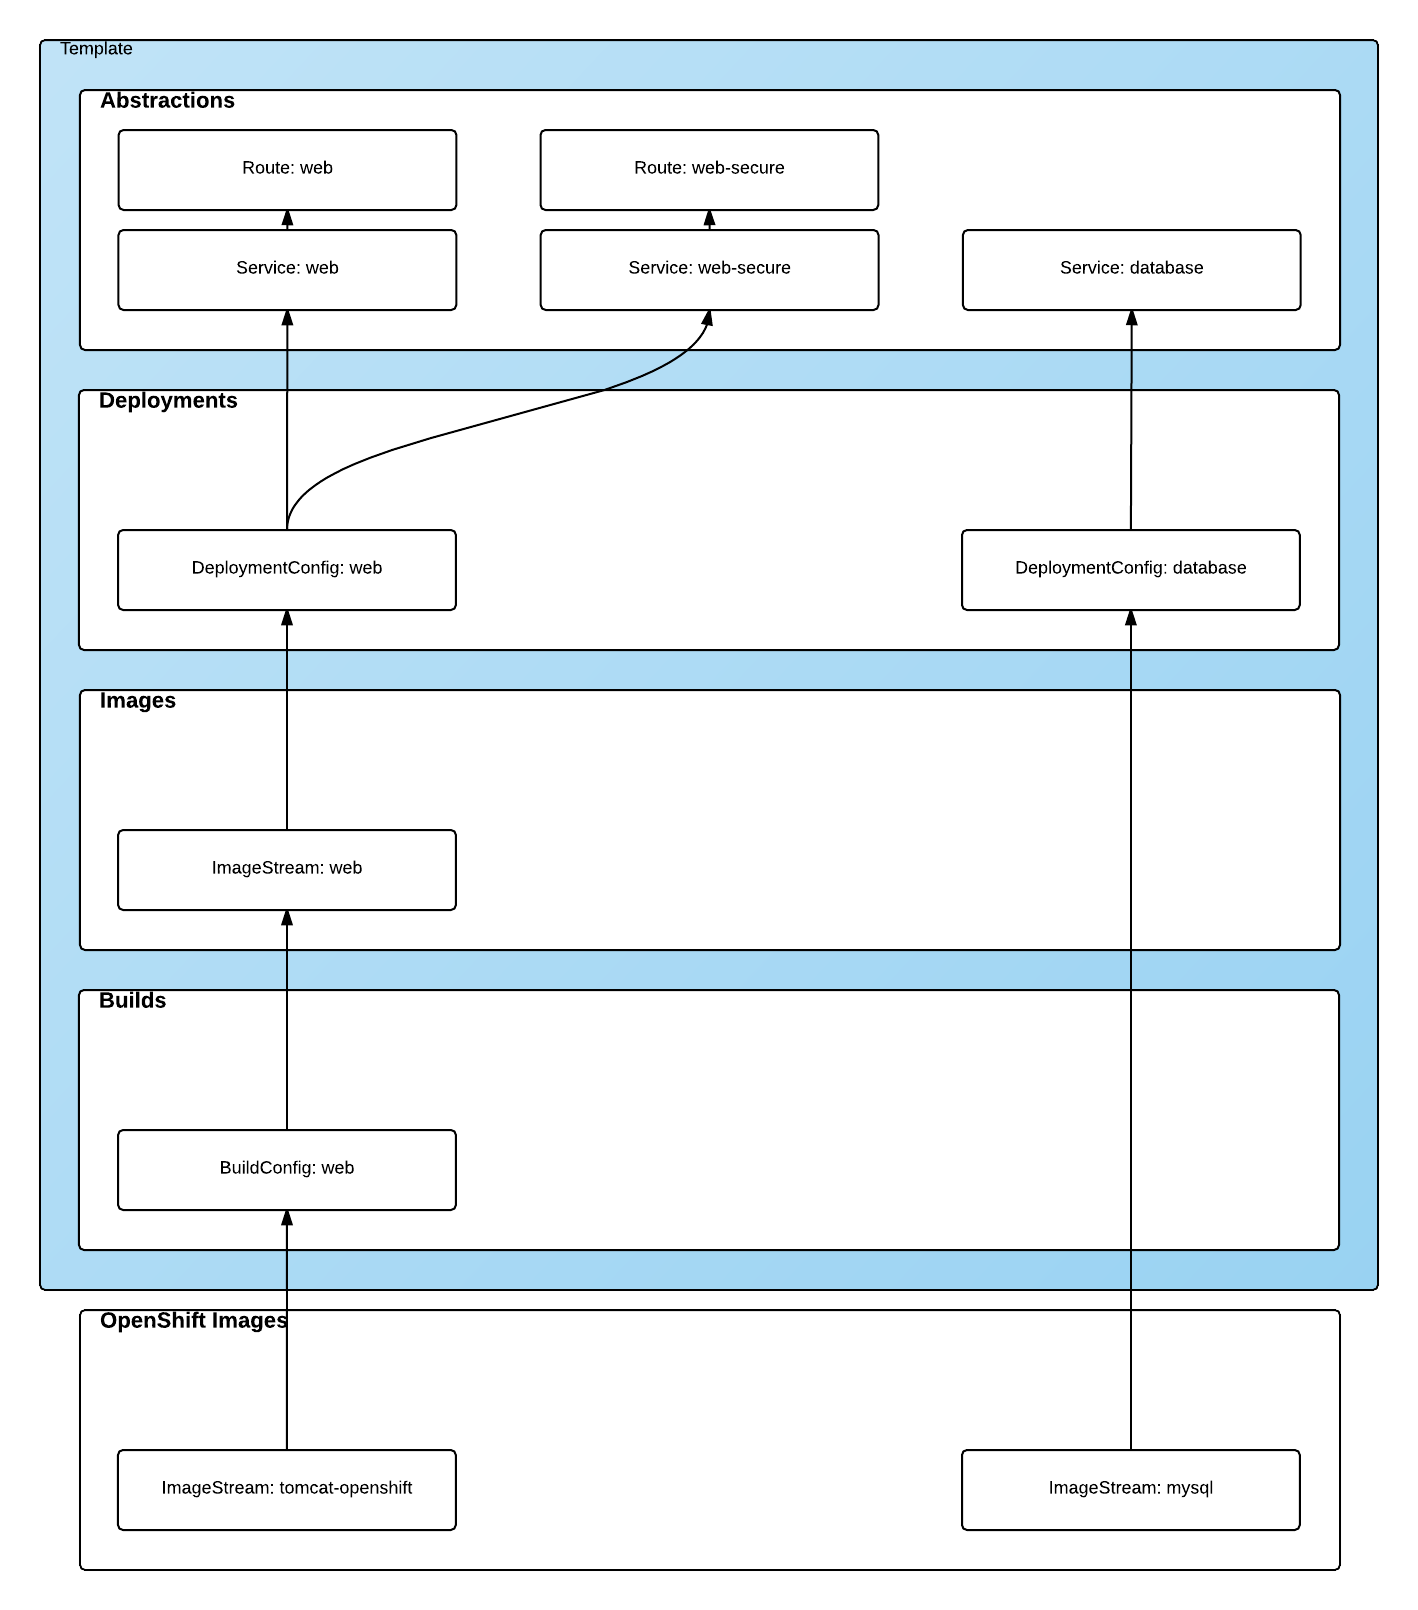 Template
Abstractions
Route: web
Route: web-secure
Service: web
Service: web-secure
Service: database
Deployments
DeploymentConfig: web
DeploymentConfig: database
Images
ImageStream: web
Builds
BuildConfig: web
OpenShift Images
ImageStream: tomcat-openshift
ImageStream: mysql